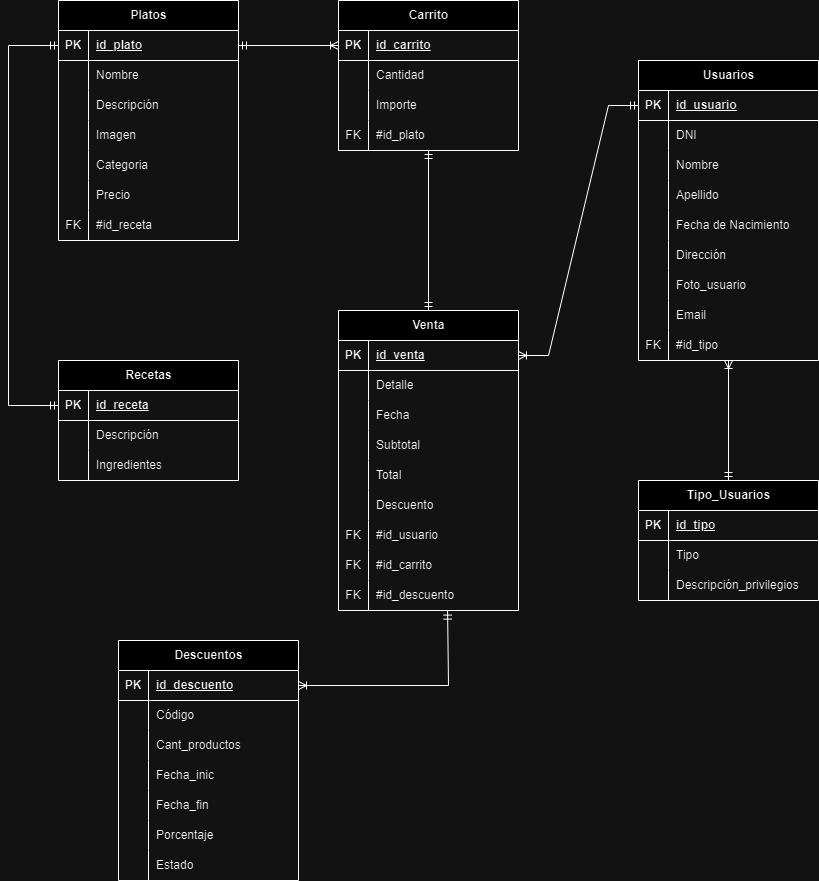 Platos
PK id_plato
Nombre
Descripción
Imagen
Categoria
Precio
FK #id_receta
Carrito
PK id_carrito
Cantidad
Importe
FK #id_plato
Usuarios
PK id_usuario
DNI
Nombre
Apellido
Fecha de Nacimiento
Dirección
Foto_usuario
Email
FK #id_tipo
Venta
PK id_venta
Detalle
Fecha
Subtotal
Total
Descuento
FK #id_usuario
FK #id_carrito
FK #id_descuento
Recetas
PK id_receta
Descripción
Ingredientes
Tipo_Usuarios
PK id_tipo
Tipo
Descripción_privilegios
Descuentos
PK id_descuento
Código
Cant_productos
Fecha_inic
Fecha_fin
Porcentaje
Estado